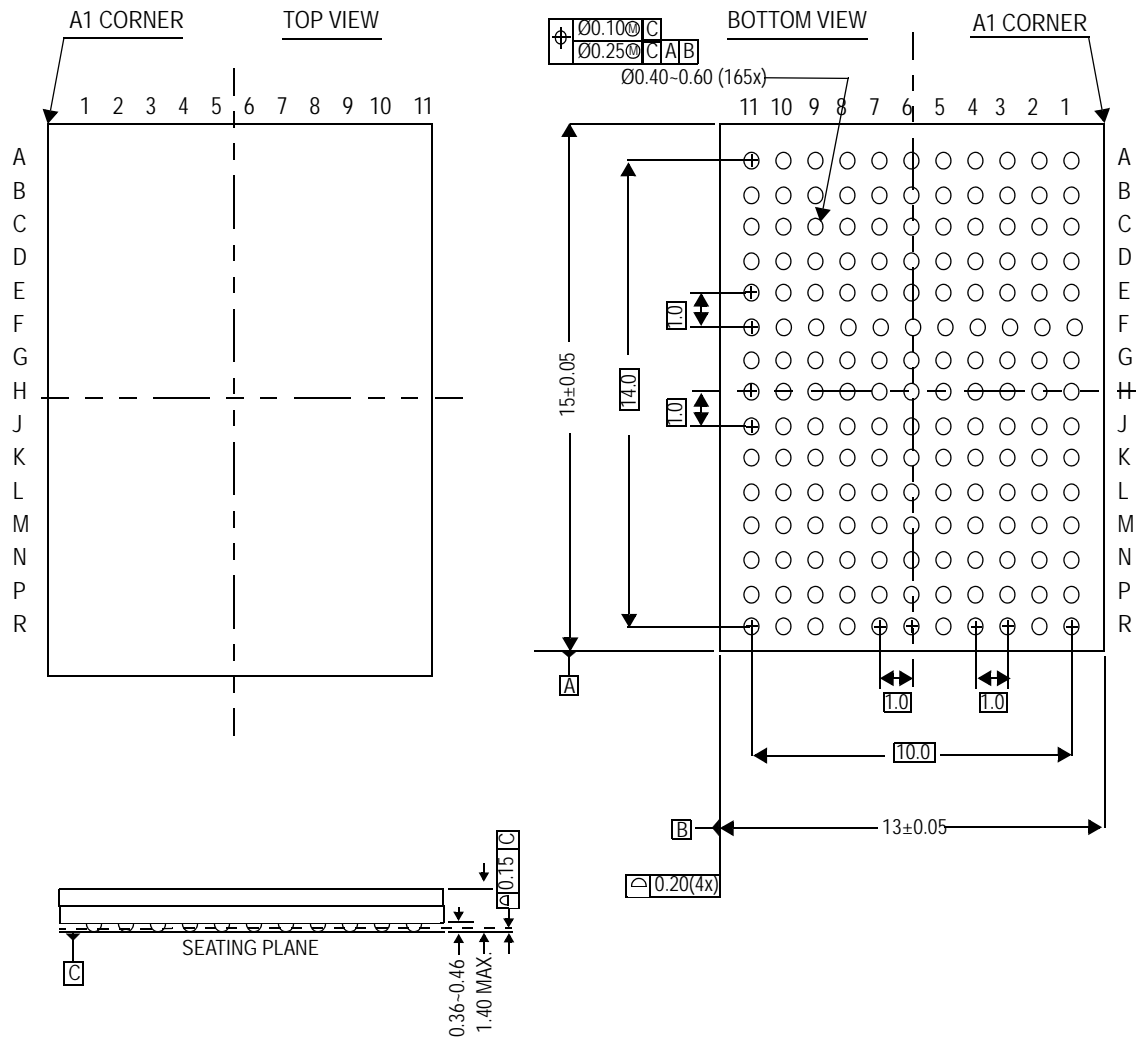 A1 CORNER
TOP VIEW
1 2 3 4 5 6 7 8 9 10 11
A
B
C
D
E
F
G
H
J
K
L
M
N
P
R
Ø0.10Ⓜ C
Ø0.25Ⓜ C A B
BOTTOM VIEW
A1 CORNER
Ø0.40~0.60 (165x)
11 10 9 8 7 6 5 4 3 2 1
A
B
C
D
E
F
G
H
J
K
L
M
N
P
R
15±0.05
14.0
1.0
1.0
A
1.0
1.0
10.0
B
13±0.05
0.20(4x)
0.15 C
SEATING PLANE
C
0.36~0.46
1.40 MAX.